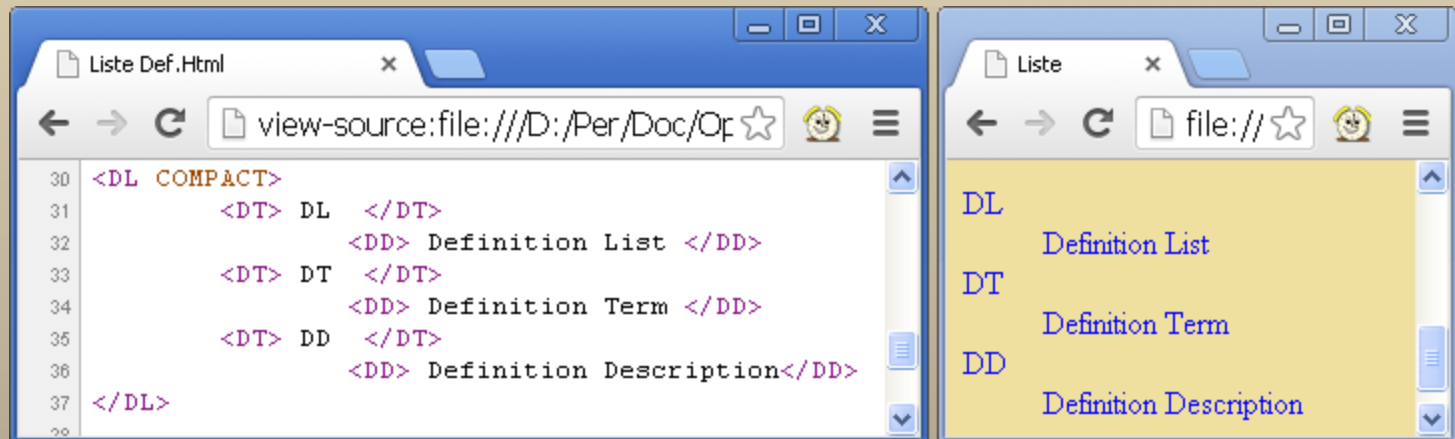 Liste Def.Html
view-source:file:///D:/Per/Doc/Op
30 <DL COMPACT>
31 <DT> DL </DT>
32 <DD> Definition List </DD>
33 <DT> DT </DT>
34 <DD> Definition Term </DD>
35 <DT> DD </DT>
36 <DD> Definition Description</DD>
37 </DL>
Liste
file://
DL
Definition List
DT
Definition Term
DD
Definition Description